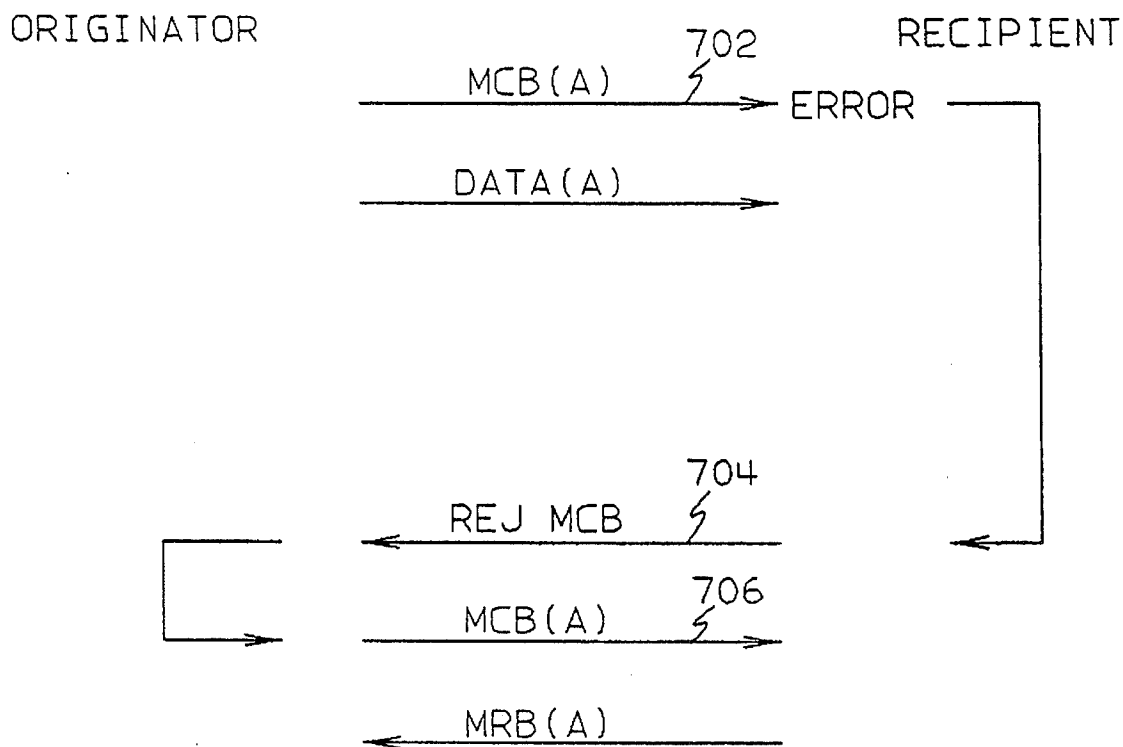 ORIGINATOR
RECIPIENT
702
MCB(A)
ERROR
DATA(A)
704
REJ MCB
706
MCB(A)
MRB(A)